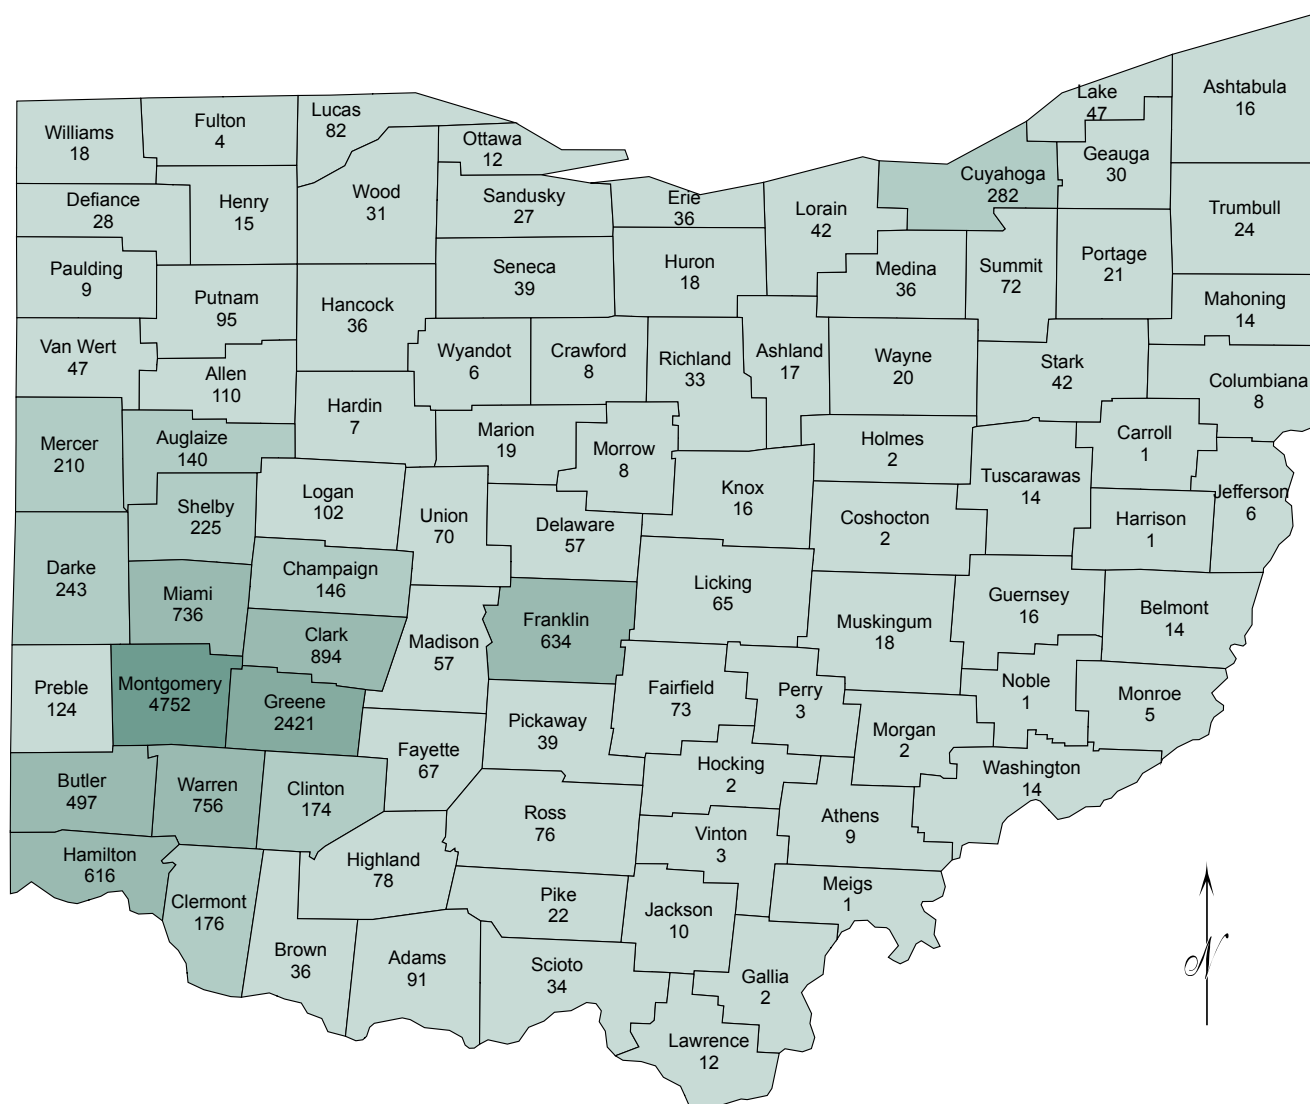 Williams
18
Fulton
4
Lucas
82
Ottawa
12
Lake
47
Ashtabula
16
Defiance
28
Henry
15
Wood
31
Sandusky
27
Erie
36
Lorain
42
Cuyahoga
282
Geauga
30
Trumbull
24
Paulding
9
Putnam
95
Hancock
36
Seneca
39
Huron
18
Medina
36
Summit
72
Portage
21
Mahoning
14
Van Wert
47
Allen
110
Hardin
7
Wyandot
6
Crawford
8
Richland
33
Ashland
17
Wayne
20
Stark
42
Columbiana
8
Mercer
210
Auglaize
140
Marion
19
Morrow
8
Holmes
2
Tuscarawas
14
Carroll
1
Jefferson
6
Shelby
225
Logan
102
Union
70
Delaware
57
Knox
16
Coshocton
2
Harrison
1
Darke
243
Miami
736
Champaign
146
Licking
65
Muskingum
18
Guernsey
16
Belmont
14
Clark
894
Madison
57
Franklin
634
Preble
124
Montgomery
4752
Greene
2421
Fayette
67
Pickaway
39
Fairfield
73
Perry
3
Morgan
2
Noble
1
Monroe
5
Butler
497
Warren
756
Clinton
174
Ross
76
Hocking
2
Athens
9
Washington
14
Hamilton
616
Clermont
176
Highland
78
Pike
22
Vinton
3
Jackson
10
Meigs
1
Brown
36
Adams
91
Scioto
34
Gallia
2
Lawrence
12
N